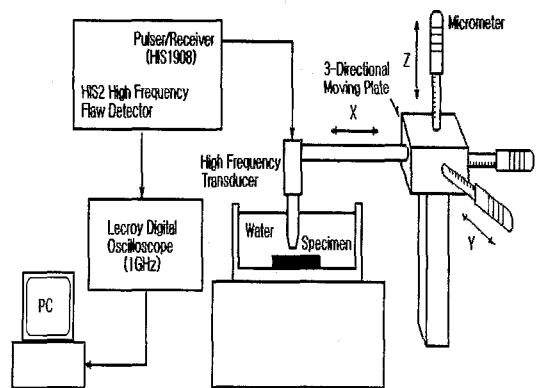 Pulser/Receiver
(HIS1908)
HIS2 High Frequency
Flaw Detector
Micrometer
Z
3-Directional
Moving Plate
X
High Frequency
Transducer
Lecroy Digital
Oscilloscope
(1GHz)
Water
Specimen
Y
PC